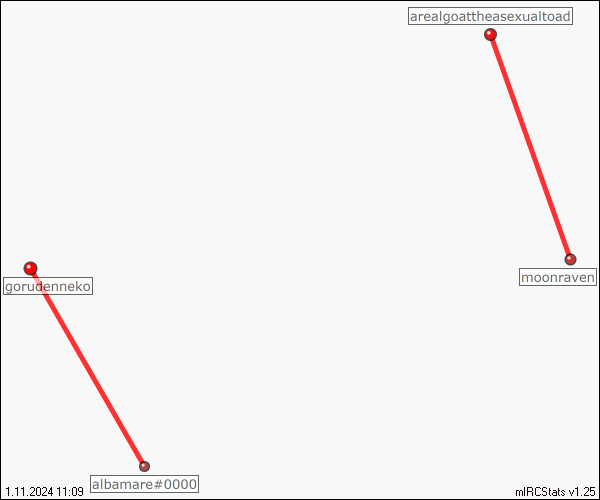 arealgoattheasexualtoad
moonraven
gorudenneko
albamare#0000
1.11.2024 11:09
mIRCStats v1.25